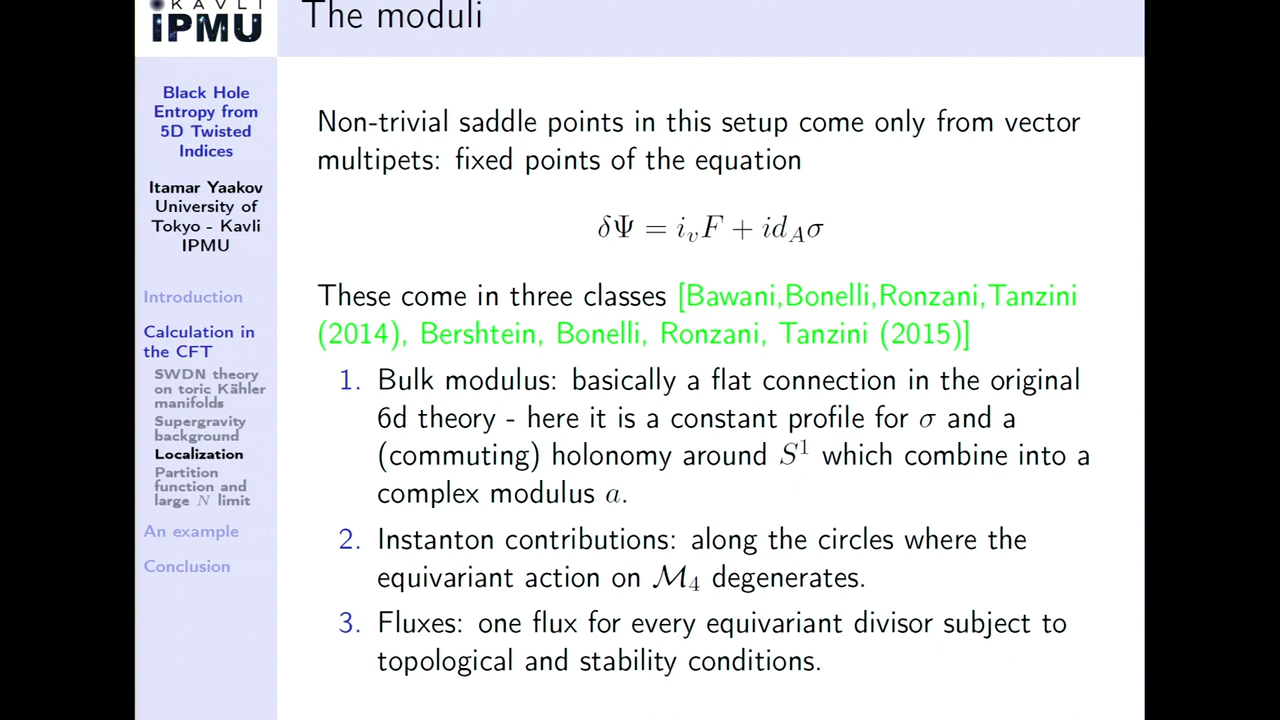 KAVLI
IPMU
The moduli
Black Hole
Entropy from
5D Twisted
Indices
Itamar Yaakov
University of
Tokyo - Kavli
IPMU
Introduction
Calculation in
the CFT
SWDN theory
on toric Kähler
manifolds
Supergravity
background
Localization
Partition
function and
large N limit
An example
Conclusion
Non-trivial saddle points in this setup come only from vector
multipets: fixed points of the equation
δΨ = i_v F + i d_A σ
These come in three classes [Bawani,Bonelli,Ronzani,Tanzini
(2014), Bershtein, Bonelli, Ronzani, Tanzini (2015)]
1. Bulk modulus: basically a flat connection in the original
6d theory - here it is a constant profile for σ and a
(commuting) holonomy around S¹ which combine into a
complex modulus a.
2. Instanton contributions: along the circles where the
equivariant action on ℳ₄ degenerates.
3. Fluxes: one flux for every equivariant divisor subject to
topological and stability conditions.